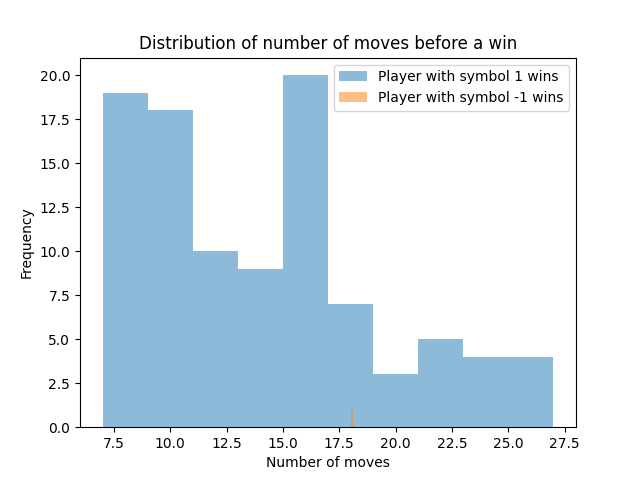 Distribution of number of moves before a win
Player with symbol 1 wins
Player with symbol -1 wins
20.0
17.5
15.0
12.5
10.0
7.5
5.0
2.5
0.0
Frequency
7.5 10.0 12.5 15.0 17.5 20.0 22.5 25.0 27.5
Number of moves